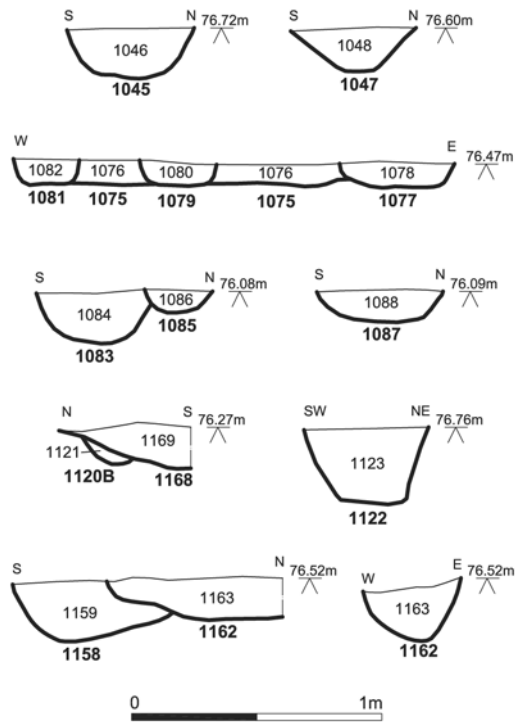 S N 76.72m S N 76.60m
1046 1048
1045 1047
W E 76.47m
1082 1076 1080 1076 1078
1081 1075 1079 1075 1077
S N 76.08m S N 76.09m
1084 1086 1088
1085
1083 1087
N S 76.27m SW NE 76.76m
1121 1169 1123
1120B 1168
1122
S N 76.52m W E 76.52m
1159 1163 1163
1158 1162 1162
0 1m